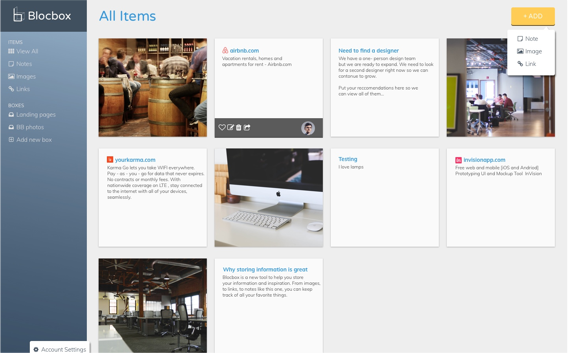 Blocbox
All Items
+ ADD
Note
Image
Link
ITEMS
View All
Notes
Images
Links
BOXES
Landing pages
BB photos
Add new box
airbnb.com
Vacation rentals, homes and
apartments for rent - Airbnb.com
Need to find a designer
We have a one- person design team
but we are ready to expand. We need to look
for a second designer right now so we can
continue to grow.
Put your reccomendations here so we
can view all of them...
yourkarma.com
Karma Go lets you take WIFI everywhere.
Pay - as - you - go for data that never expires.
No contracts or monthly fees. With
nationwide coverage on LTE , stay connected
to the internet with all of your devices,
seamlessly.
Testing
I love lamps
invisionapp.com
Free web and mobile (iOS and Android)
Prototyping UI and Mockup Tool InVision
Why storing information is great
Blocbox is a new tool to help you store your
information and inspiration. From images,
to links, to notes like this one, you can keep
track of all your favorite things.
Account Settings